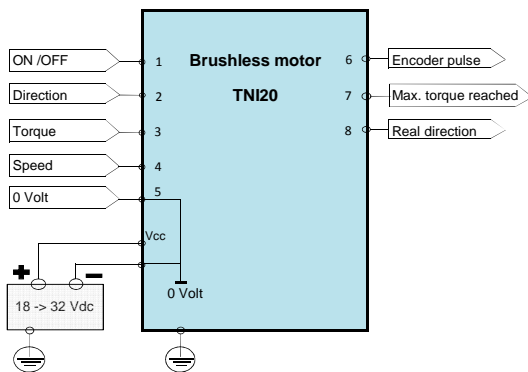 ON /OFF
Direction
Torque
Speed
0 Volt
1
2
3
4
5
Brushless motor
TNI20
6
7
8
Encoder pulse
Max. torque reached
Real direction
Vcc
+
−
18 -> 32 Vdc
0 Volt